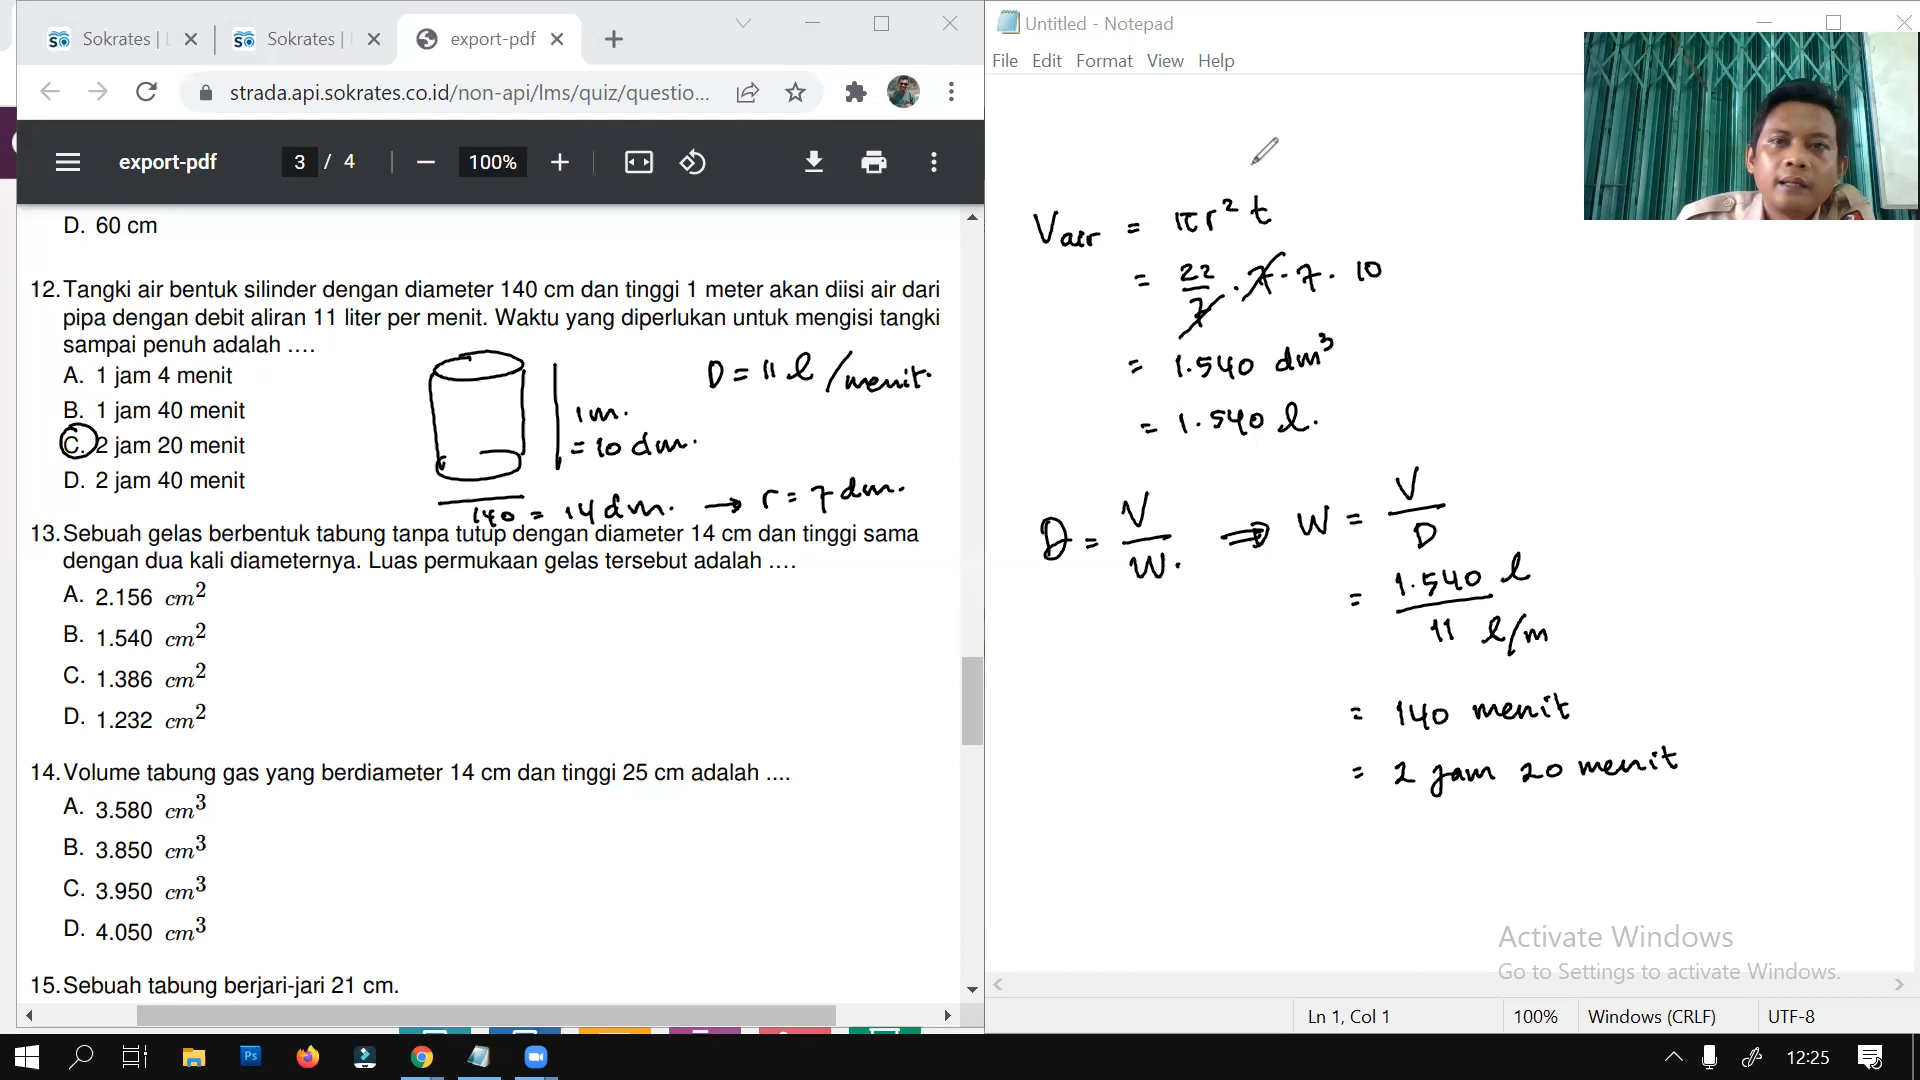 Sokrates | L
Sokrates | L
export-pdf
Untitled - Notepad
File Edit Format View Help
strada.api.sokrates.co.id/non-api/lms/quiz/questio...
export-pdf
3 / 4
100%
D. 60 cm
12. Tangki air bentuk silinder dengan diameter 140 cm dan tinggi 1 meter akan diisi air dari
pipa dengan debit aliran 11 liter per menit. Waktu yang diperlukan untuk mengisi tangki
sampai penuh adalah ….
A. 1 jam 4 menit
B. 1 jam 40 menit
C. 2 jam 20 menit
D. 2 jam 40 menit
D = 11 l /menit.
1 m.
= 10 dm.
140 = 14 dm. → r = 7 dm.
13. Sebuah gelas berbentuk tabung tanpa tutup dengan diameter 14 cm dan tinggi sama
dengan dua kali diameternya. Luas permukaan gelas tersebut adalah ….
A. 2.156 cm²
B. 1.540 cm²
C. 1.386 cm²
D. 1.232 cm²
14. Volume tabung gas yang berdiameter 14 cm dan tinggi 25 cm adalah ....
A. 3.580 cm³
B. 3.850 cm³
C. 3.950 cm³
D. 4.050 cm³
15. Sebuah tabung berjari-jari 21 cm.
Vair = πr² t
= 22/7 . 7 . 7 . 10
= 1.540 dm³
= 1.540 l.
D = V/W. ⇒ W = V/D
= 1.540 l / 11 l/m
= 140 menit
= 2 jam 20 menit
Activate Windows
Go to Settings to activate Windows.
Ln 1, Col 1
100%
Windows (CRLF)
UTF-8
Ps
12:25